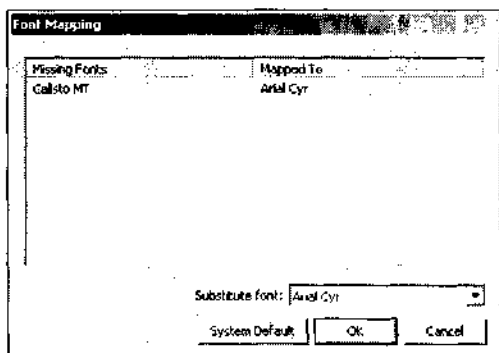 Font Mapping
Missing Fonts Mapped To
Calisto MT Arial Cyr
Substitute font: Arial Cyr
System Default Ok Cancel